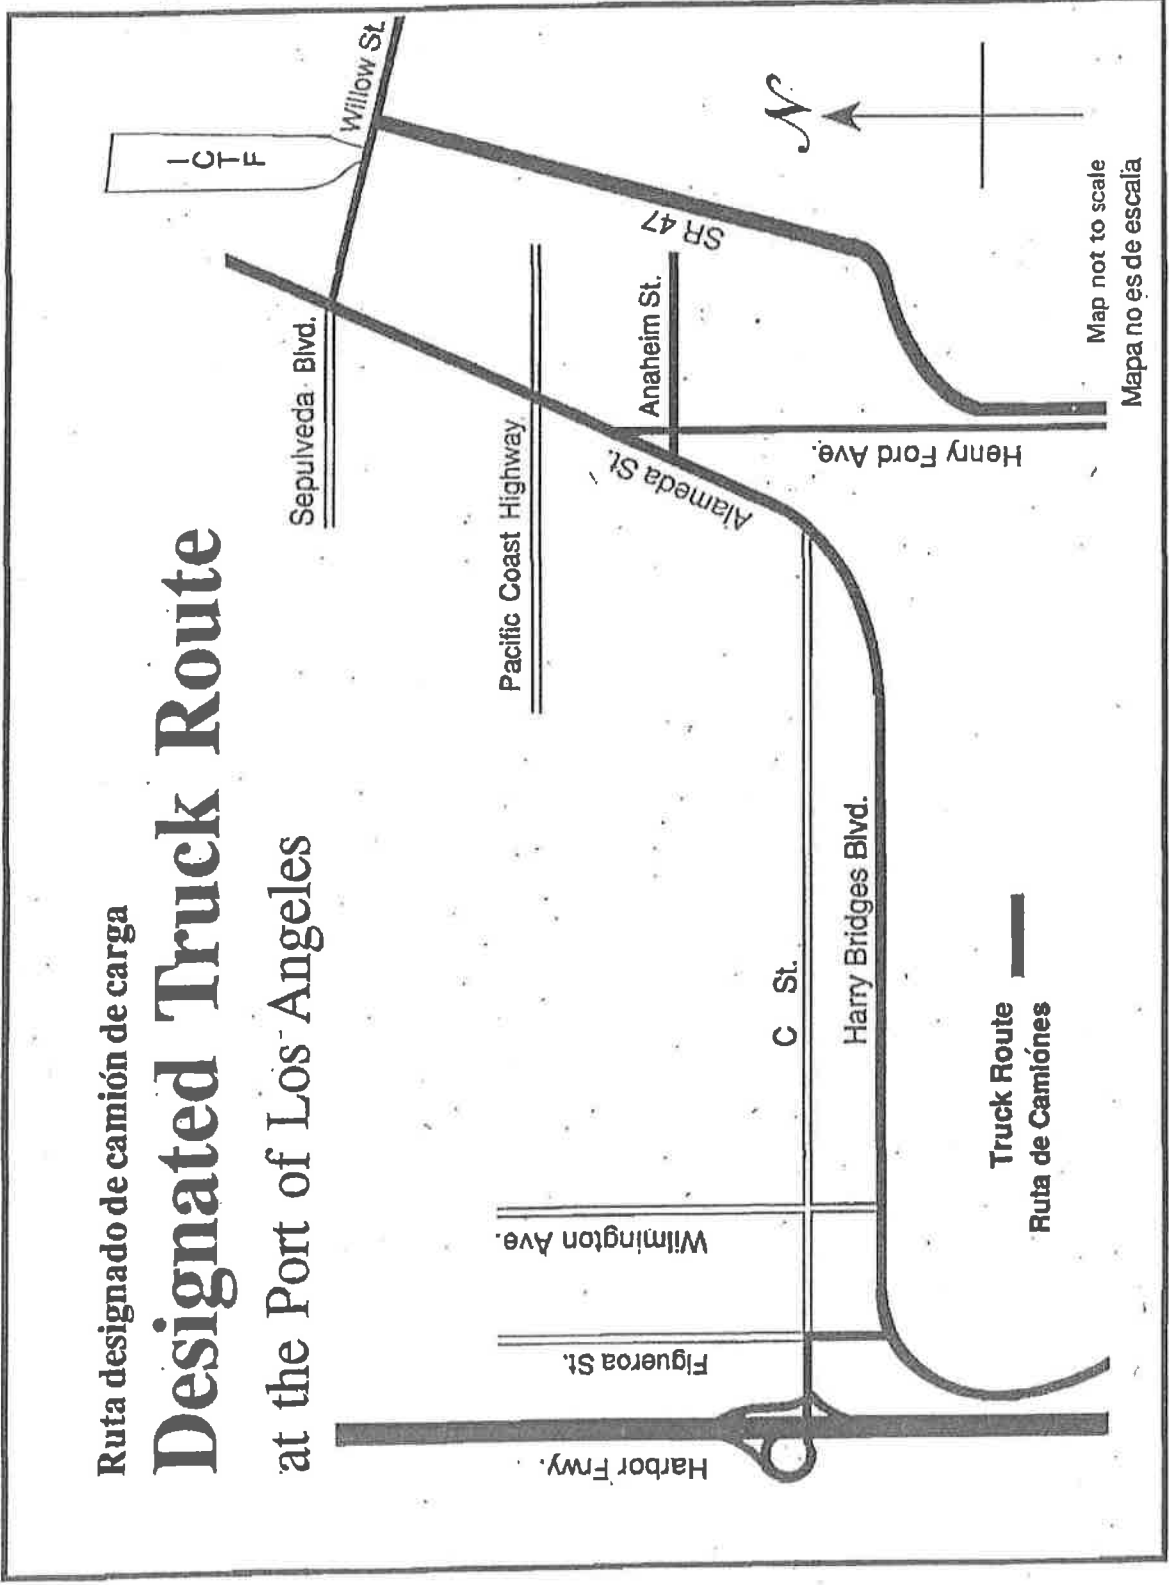 Ruta designado de camión de carga
Designated Truck Route
at the Port of Los Angeles
Harbor Frwy.
Figueroa St.
Wilmington Ave.
C St.
Harry Bridges Blvd.
Truck Route
Ruta de Camiónes
Sepulveda Blvd.
Pacific Coast Highway
Alameda St.
Anaheim St.
Henry Ford Ave.
SR 47
Willow St.
I
C
T
F
N
Map not to scale
Mapa no es de escala